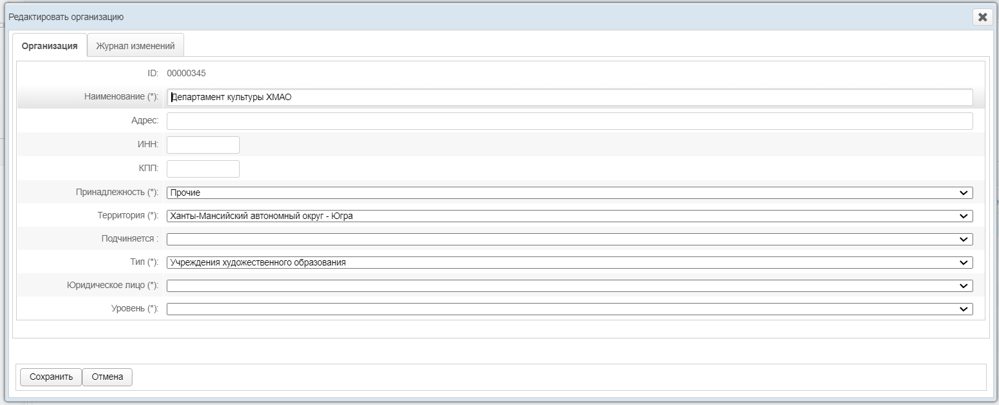 Редактировать организацию
Организация Журнал изменений
ID: 00000345
Наименование (*): Департамент культуры ХМАО
Адрес:
ИНН:
КПП:
Принадлежность (*): Прочие
Территория (*): Ханты-Мансийский автономный округ - Югра
Подчиняется :
Тип (*): Учреждения художественного образования
Юридическое лицо (*):
Уровень (*):
Сохранить Отмена